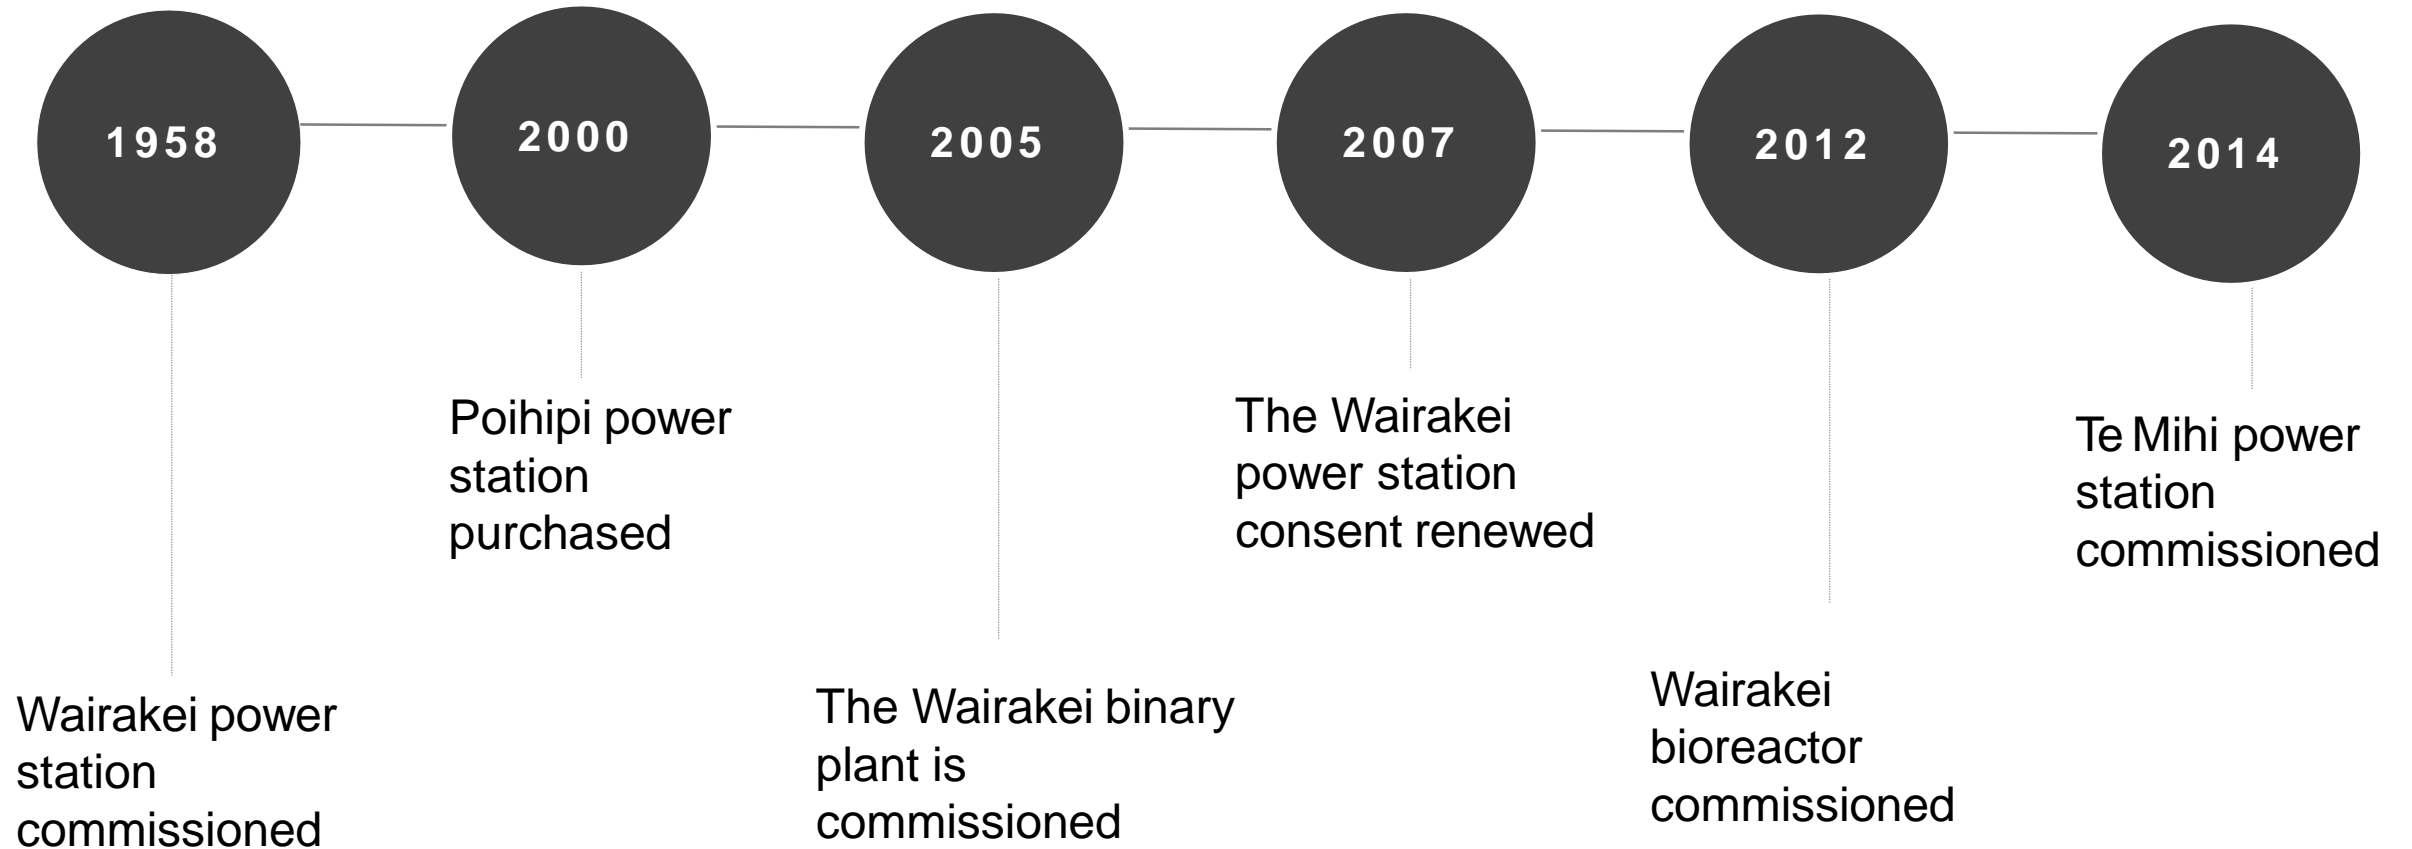 1958
2000
2005
2007
2012
2014
Wairakei power
station
commissioned
Poihipi power
station
purchased
The Wairakei binary
plant is
commissioned
The Wairakei
power station
consent renewed
Wairakei
bioreactor
commissioned
Te Mihi power
station
commissioned